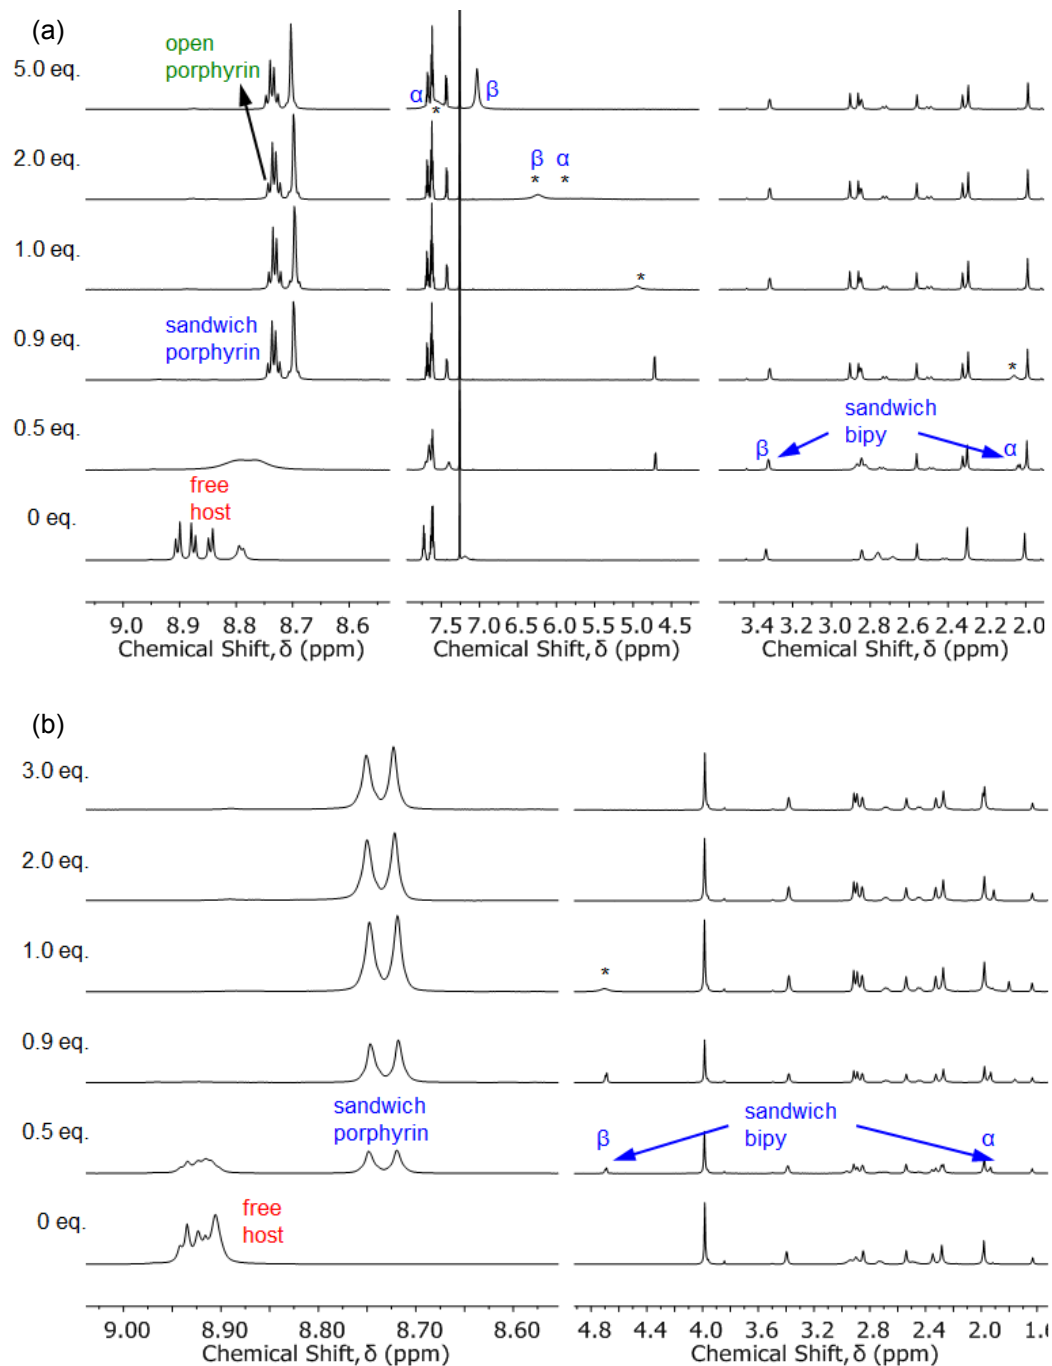 (a)
open
porphyrin
5.0 eq.
α
*
β
2.0 eq.
β α
* *
1.0 eq.
*
0.9 eq.
sandwich
porphyrin
*
0.5 eq.
sandwich
bipy
β
α
0 eq.
free
host
9.0 8.9 8.8 8.7 8.6
7.5 7.0 6.5 6.0 5.5 5.0 4.5
3.4 3.2 3.0 2.8 2.6 2.4 2.2 2.0
Chemical Shift, δ (ppm)
Chemical Shift, δ (ppm)
Chemical Shift, δ (ppm)
(b)
3.0 eq.
2.0 eq.
1.0 eq.
*
0.9 eq.
0.5 eq.
sandwich
porphyrin
β
sandwich
bipy
α
0 eq.
free
host
9.00 8.90 8.80 8.70 8.60
4.8 4.4 4.0 3.6 3.2 2.8 2.4 2.0 1.6
Chemical Shift, δ (ppm)
Chemical Shift, δ (ppm)